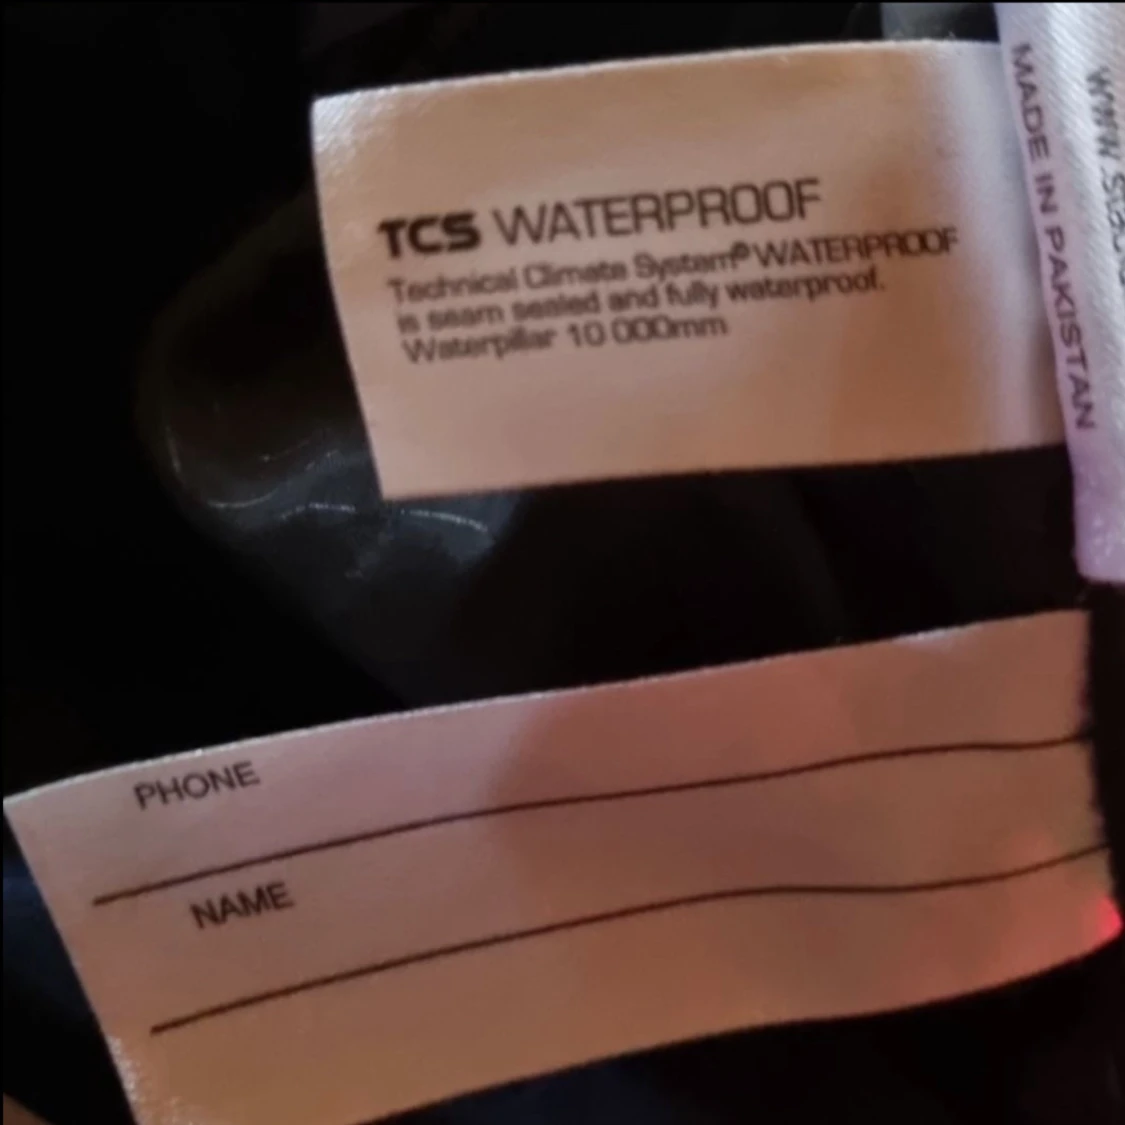 TCS WATERPROOF
Technical Climate System® WATERPROOF
is seam sealed and fully waterproof.
Waterpillar 10 000mm
MADE IN PAKISTAN
PHONE
NAME